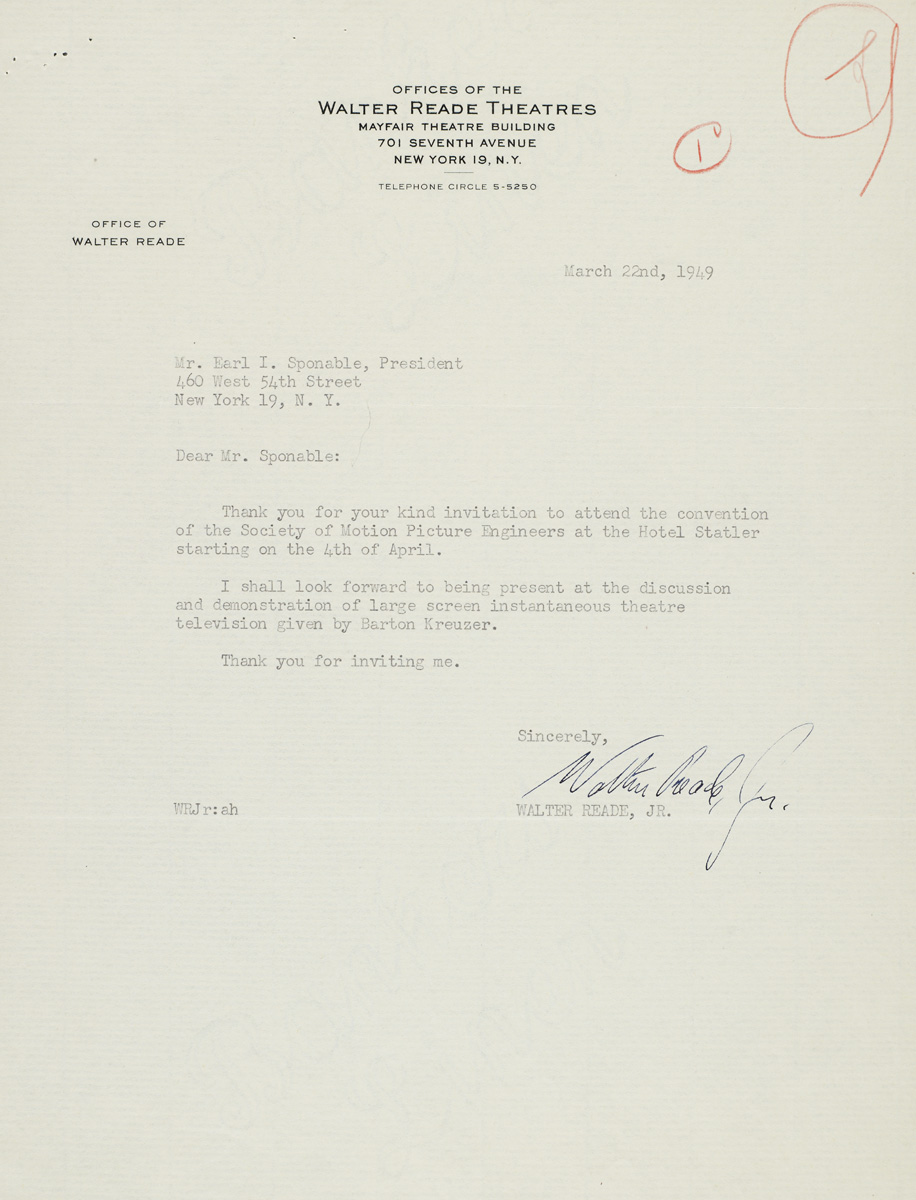 OFFICES OF THE
WALTER READE THEATRES
MAYFAIR THEATRE BUILDING
701 SEVENTH AVENUE
NEW YORK 19, N.Y.
TELEPHONE CIRCLE 5-5250
OFFICE OF
WALTER READE
March 22nd, 1949
Mr. Earl I. Sponable, President
460 West 54th Street
New York 19, N. Y.
Dear Mr. Sponable:
Thank you for your kind invitation to attend the convention
of the Society of Motion Picture Engineers at the Hotel Statler
starting on the 4th of April.
I shall look forward to being present at the discussion
and demonstration of large screen instantaneous theatre
television given by Barton Kreuzer.
Thank you for inviting me.
Sincerely,
Walter Reade, Jr.
WALTER READE, JR.
WRJr:ah